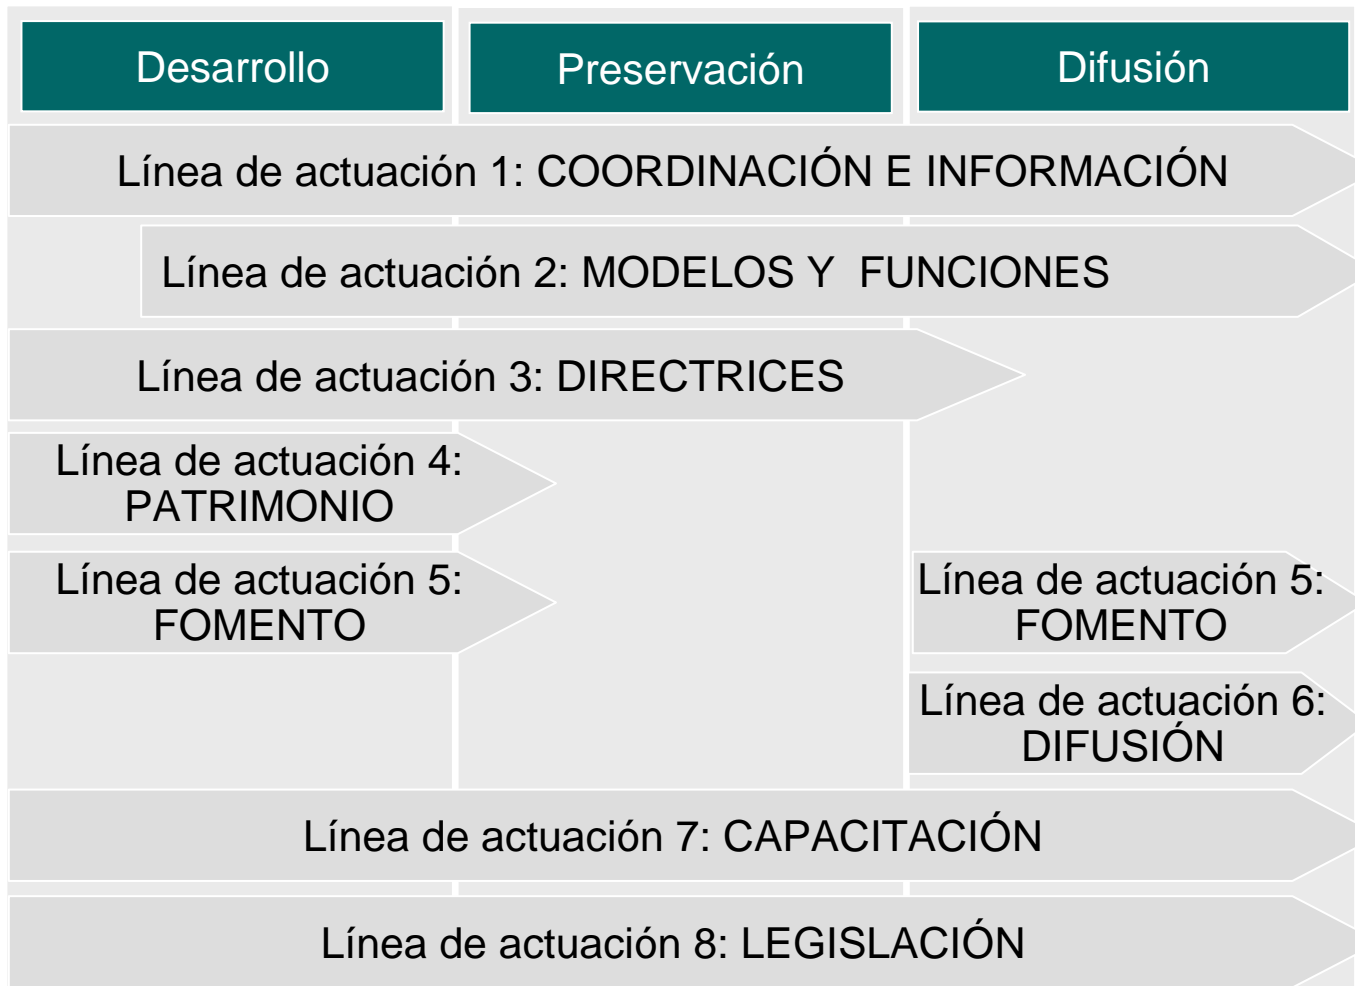 Desarrollo
Preservación
Difusión
Línea de actuación 1: COORDINACIÓN E INFORMACIÓN
Línea de actuación 2: MODELOS Y FUNCIONES
Línea de actuación 3: DIRECTRICES
Línea de actuación 4:
PATRIMONIO
Línea de actuación 5:
FOMENTO
Línea de actuación 5:
FOMENTO
Línea de actuación 6:
DIFUSIÓN
Línea de actuación 7: CAPACITACIÓN
Línea de actuación 8: LEGISLACIÓN